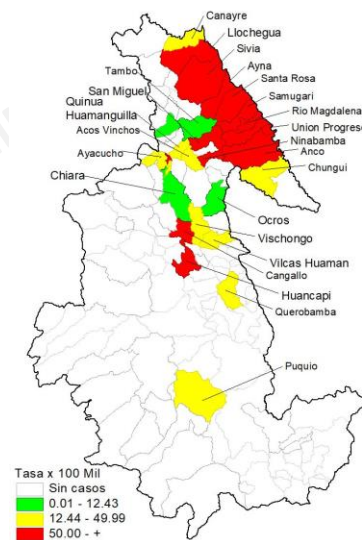 Canayre
Llochegua
Sivia
Ayna
Tambo
Santa Rosa
San Miguel
Samugari
Quinua
Rio Magdalena
Huamanguilla
Union Progreso
Acos Vinchos
Ninabamba
Anco
Ayacucho
Chungui
Chiara
Ocros
Vischongo
Vilcas Huaman
Cangallo
Huancapi
Querobamba
Puquio
Tasa x 100 Mil
Sin casos
0.01 - 12.43
12.44 - 49.99
50.00 - +